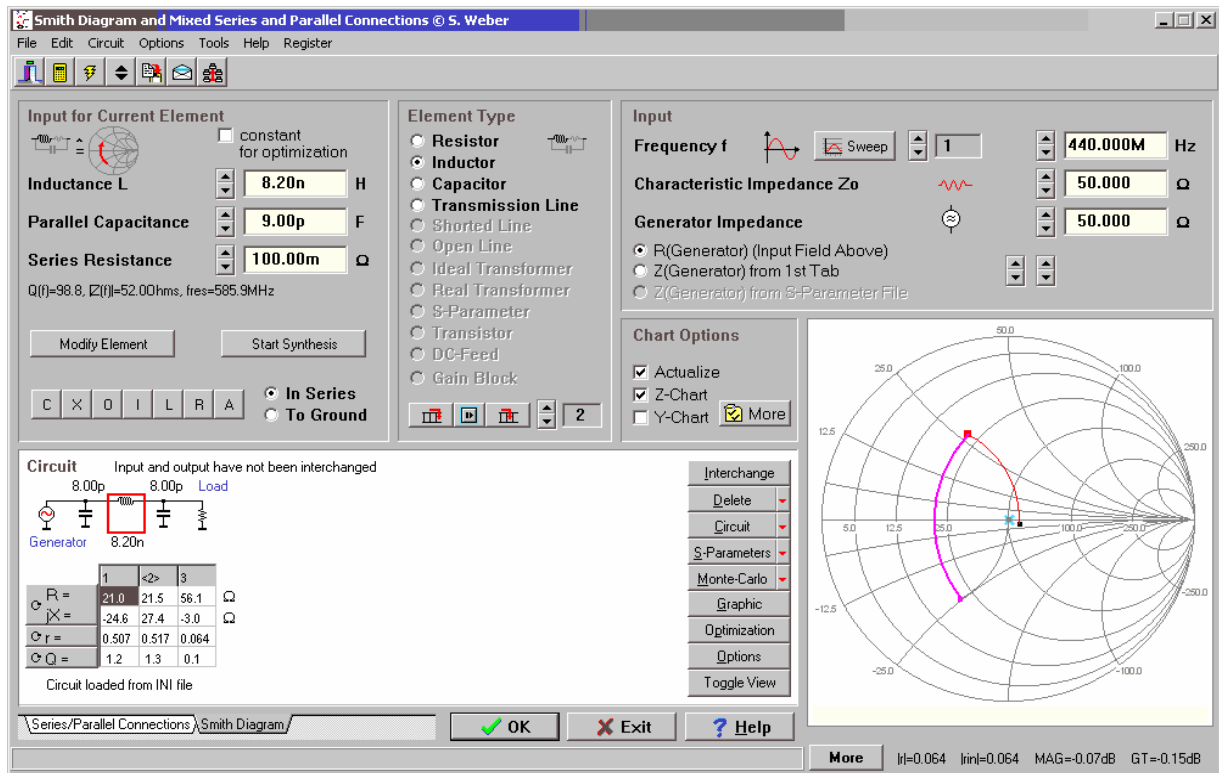 Smith Diagram and Mixed Series and Parallel Connections © S. Weber
File Edit Circuit Options Tools Help Register
Input for Current Element
constant
for optimization
Inductance L 8.20n H
Parallel Capacitance 9.00p F
Series Resistance 100.00m Ω
Q(f)=98.8, |Z(f)|=52.0Ohms, fres=585.9MHz
Modify Element Start Synthesis
C X O I L R A
In Series
To Ground
Element Type
Resistor
Inductor
Capacitor
Transmission Line
Shorted Line
Open Line
Ideal Transformer
Real Transformer
S-Parameter
Transistor
DC-Feed
Gain Block
2
Input
Frequency f Sweep 1 440.000M Hz
Characteristic Impedance Zo 50.000 Ω
Generator Impedance 50.000 Ω
R(Generator) (Input Field Above)
Z(Generator) from 1st Tab
Z(Generator) from S-Parameter File
Chart Options
Actualize
Z-Chart
Y-Chart More
50.0
25.0 100.0
12.5 250.0
5.0 12.5 25.0 100.0 250.0
-12.5 -250.0
-25.0 -100.0
Circuit Input and output have not been interchanged
8.00p 8.00p Load
Generator 8.20n
1 <2> 3
R = 21.0 21.5 56.1 Ω
jX = -24.6 27.4 -3.0 Ω
r = 0.507 0.517 0.064
Q = 1.2 1.3 0.1
Circuit loaded from INI file
Interchange
Delete
Circuit
S-Parameters
Monte-Carlo
Graphic
Optimization
Options
Toggle View
Series/Parallel Connections Smith Diagram
OK Exit Help
More |r|=0.064 |rin|=0.064 MAG=-0.07dB GT=-0.15dB